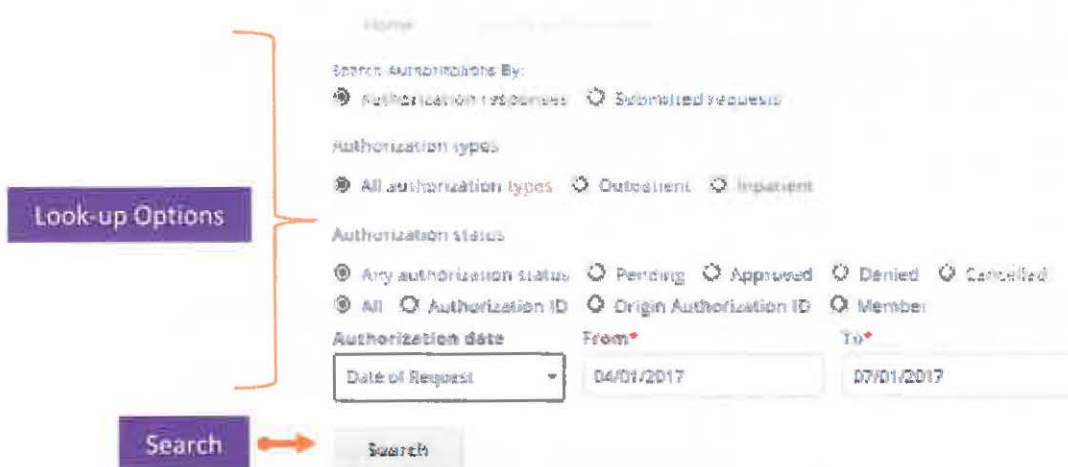 Home
Search Authorizations By:
Authorization responses Submitted requests
Authorization types
All authorization types Outpatient Inpatient
Look-up Options
Authorization status
Any authorization status Pending Approved Denied Cancelled
All Authorization ID Origin Authorization ID Member
Authorization date From* To*
Date of Request 04/01/2017 07/01/2017
Search Search